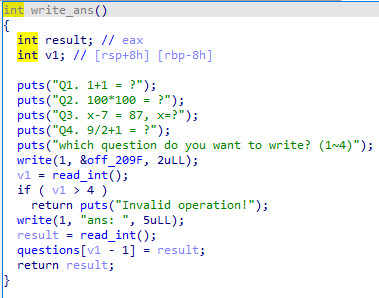 int write_ans()
{
int result; // eax
int v1; // [rsp+8h] [rbp-8h]
puts("Q1. 1+1 = ?");
puts("Q2. 100*100 = ?");
puts("Q3. x-7 = 87, x=?");
puts("Q4. 9/2+1 = ?");
puts("which question do you want to write? (1~4)");
write(1, &off_209F, 2uLL);
v1 = read_int();
if ( v1 > 4 )
return puts("Invalid operation!");
write(1, "ans: ", 5uLL);
result = read_int();
questions[v1 - 1] = result;
return result;
}